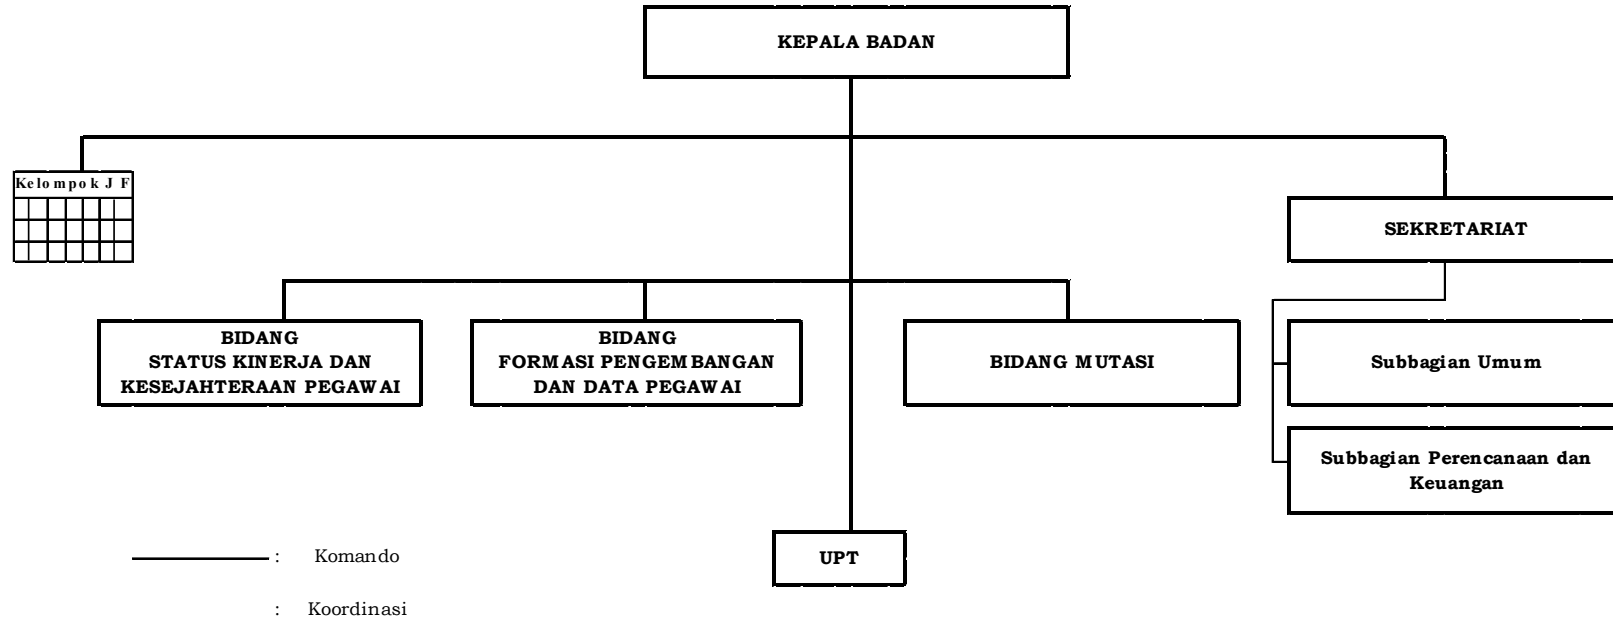 KEPALA BADAN
Kelompok J F
SEKRETARIAT
BIDANG
STATUS KINERJA DAN
KESEJAHTERAAN PEGAWAI
BIDANG
FORMASI PENGEMBANGAN
DAN DATA PEGAWAI
BIDANG MUTASI
Subbagian Umum
Subbagian Perencanaan dan
Keuangan
UPT
: Komando
: Koordinasi